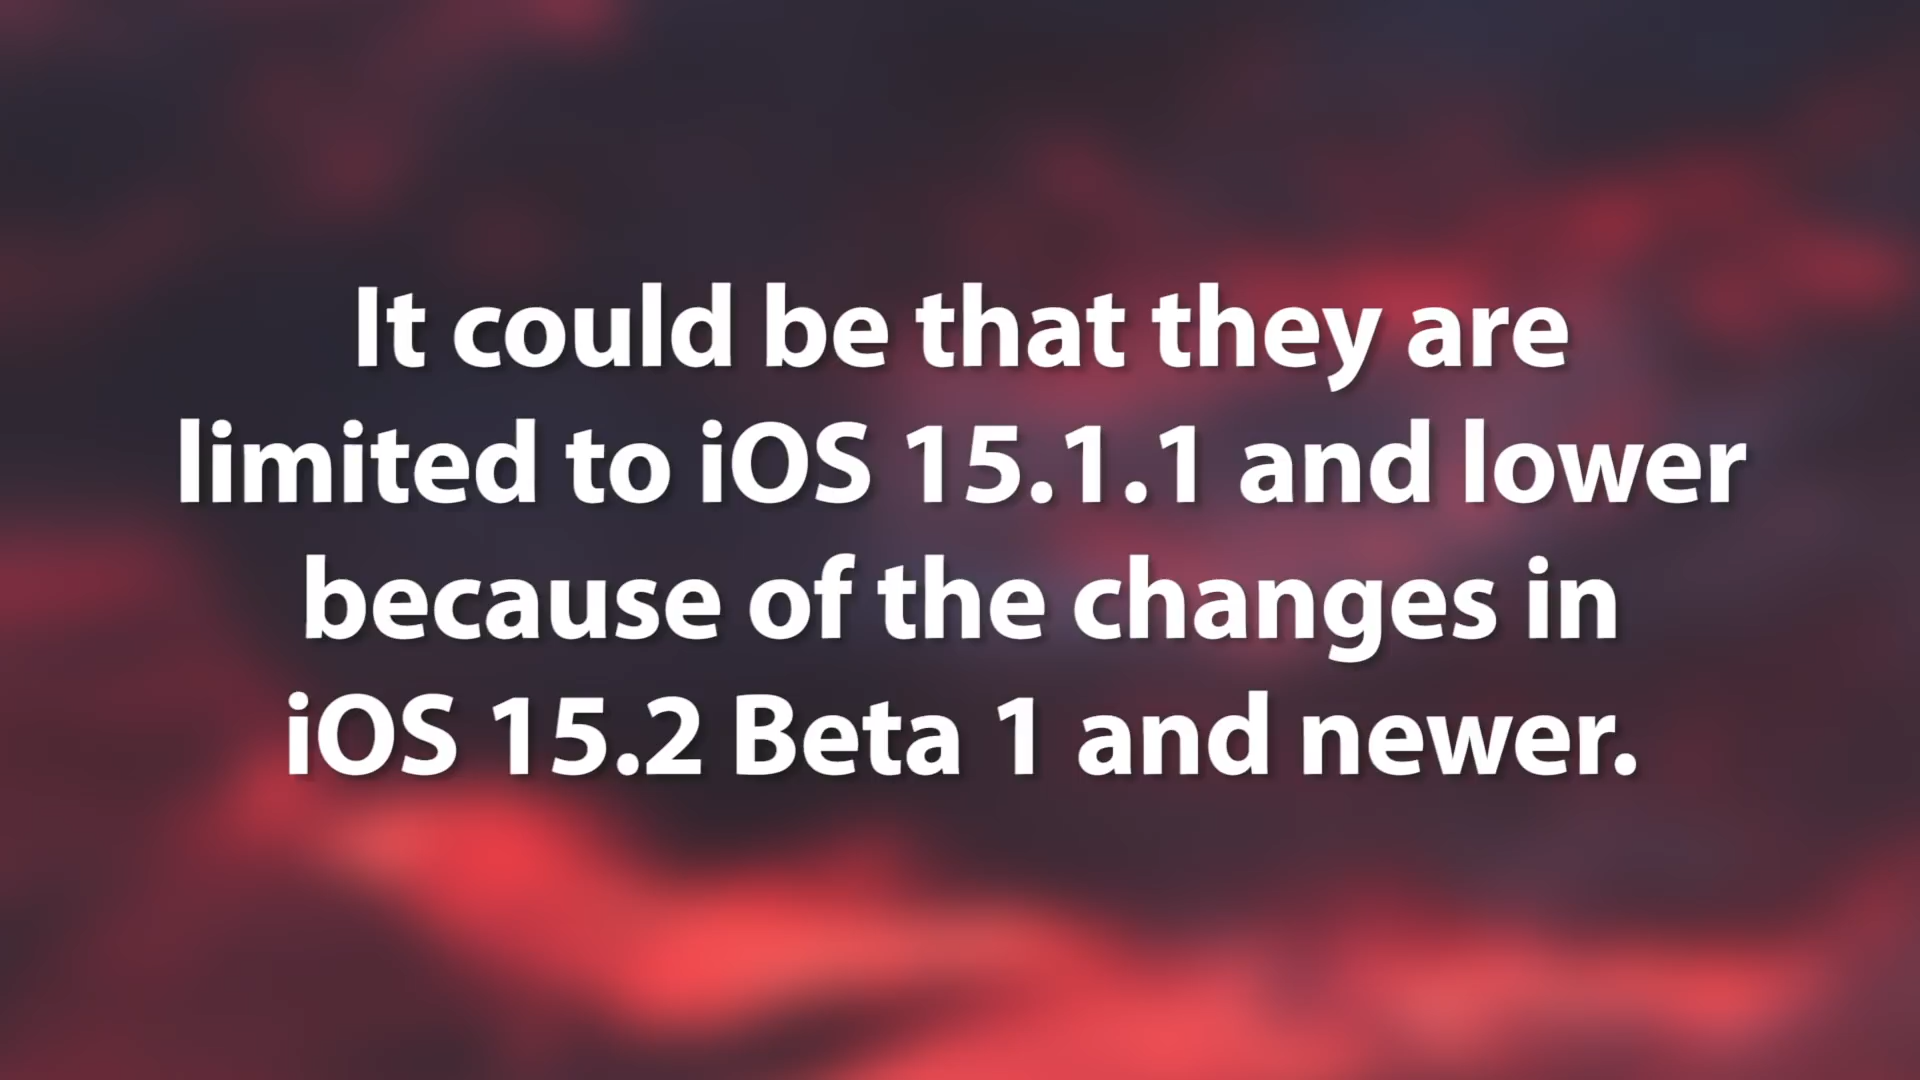 It could be that they are
limited to iOS 15.1.1 and lower
because of the changes in
iOS 15.2 Beta 1 and newer.